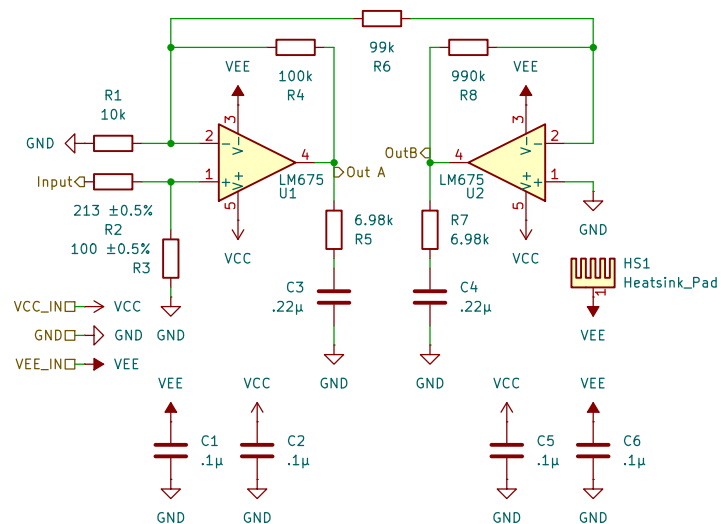 99k
R6
VEE
100k
R4
990k
R8
VEE
R1
10k
3
3
GND
2
-
V-
V-
-
2
4
Out A
OutB
4
Input
1
+
V+
LM675
U1
LM675
U2
V+
+
1
213 ±0.5%
R2
5
5
100 ±0.5%
R3
6.98k
R5
R7
6.98k
GND
VCC
VCC
HS1
Heatsink_Pad
1
C3
.22µ
C4
.22µ
VCC_IN
VCC
GND
GND
GND
VEE_IN
VEE
VEE
GND
GND
VEE
VCC
VCC
VEE
C1
.1µ
C2
.1µ
C5
.1µ
C6
.1µ
GND
GND
GND
GND